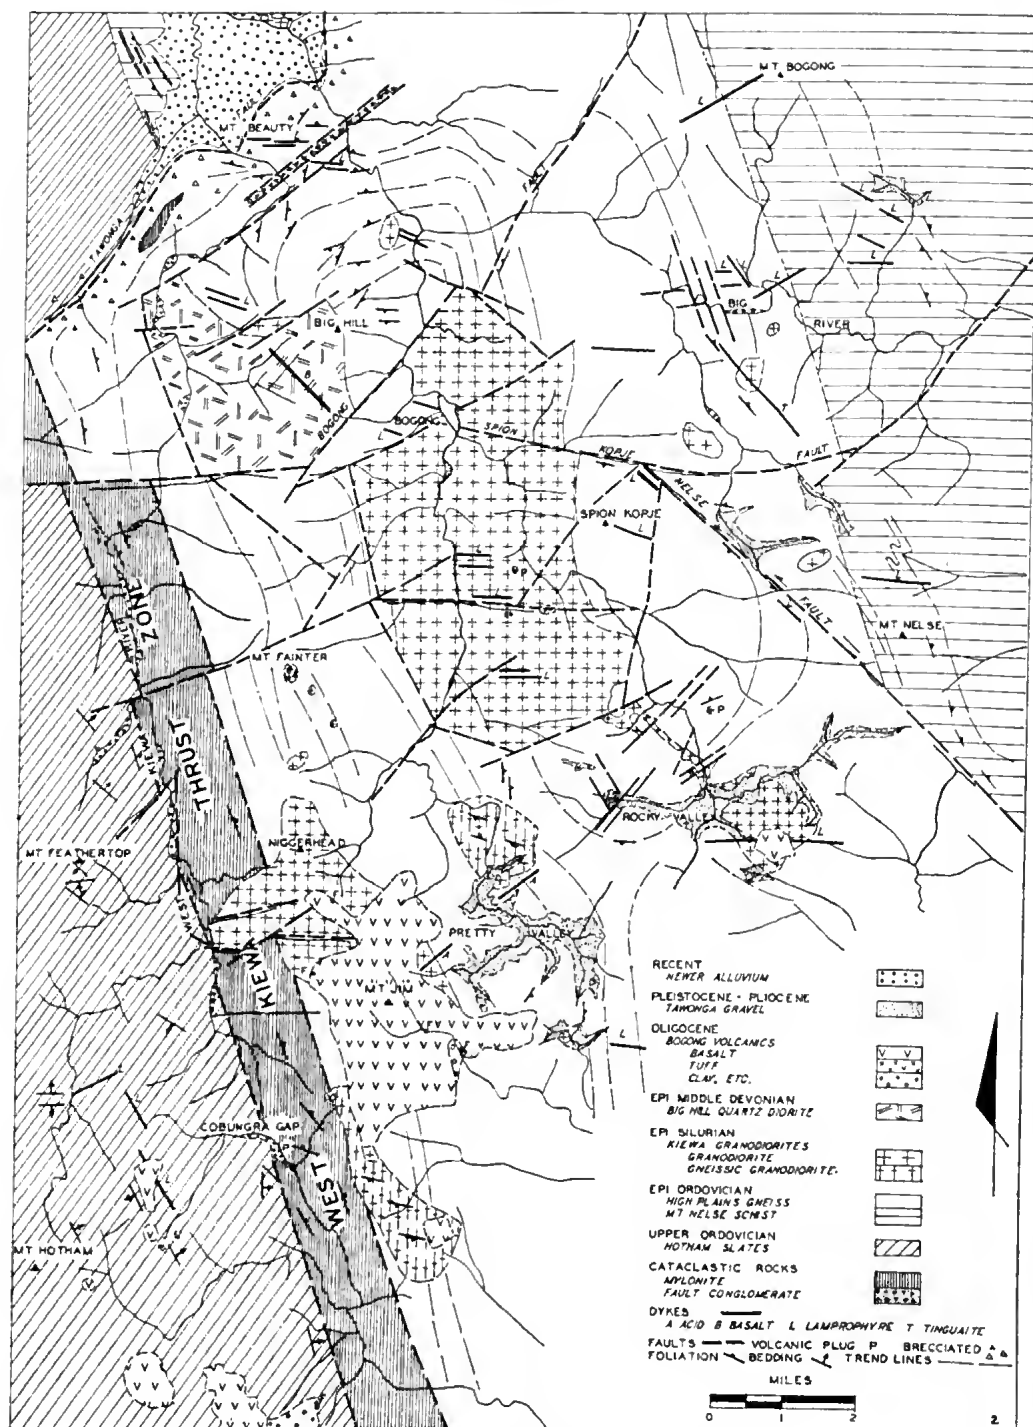 MT. BOGONG
L
MT. BEAUTY
FAULT
TAWONGA
L
L
BIG
RIVER
BIG HILL
B
BOGONG
BOGONG
L
SPION
KOPJE
FAULT
T
NELSE
SPION KOPJE
L
L
P
FAULT
MT NELSE
ZONE
MT FAINTER
L
P
KIEWA
THRUST
ROCKY VALLEY
L
NIGGERHEAD
MT FEATHERTOP
WEST
PRETTY VALLEY
KIEWA
MT JIM
L
COBUNGRA GAP
P
WEST
MT HOTHAM
RECENT
NEWER ALLUVIUM
PLEISTOCENE - PLIOCENE
TAWONGA GRAVEL
OLIGOCENE
BOGONG VOLCANICS
BASALT
TUFF
CLAY, ETC.
EPI MIDDLE DEVONIAN
BIG HILL QUARTZ DIORITE
EPI SILURIAN
KIEWA GRANODIORITES
GRANODIORITE
GNEISSIC GRANODIORITE.
EPI ORDOVICIAN
HIGH PLAINS GNEISS
MT NELSE SCHIST
UPPER ORDOVICIAN
HOTHAM SLATES
CATACLASTIC ROCKS
MYLONITE
FAULT CONGLOMERATE
DYKES
A ACID B BASALT L LAMPROPHYRE T TINGUAITE
FAULTS VOLCANIC PLUG P BRECCIATED
FOLIATION BEDDING TREND LINES
MILES
0 1 2
2